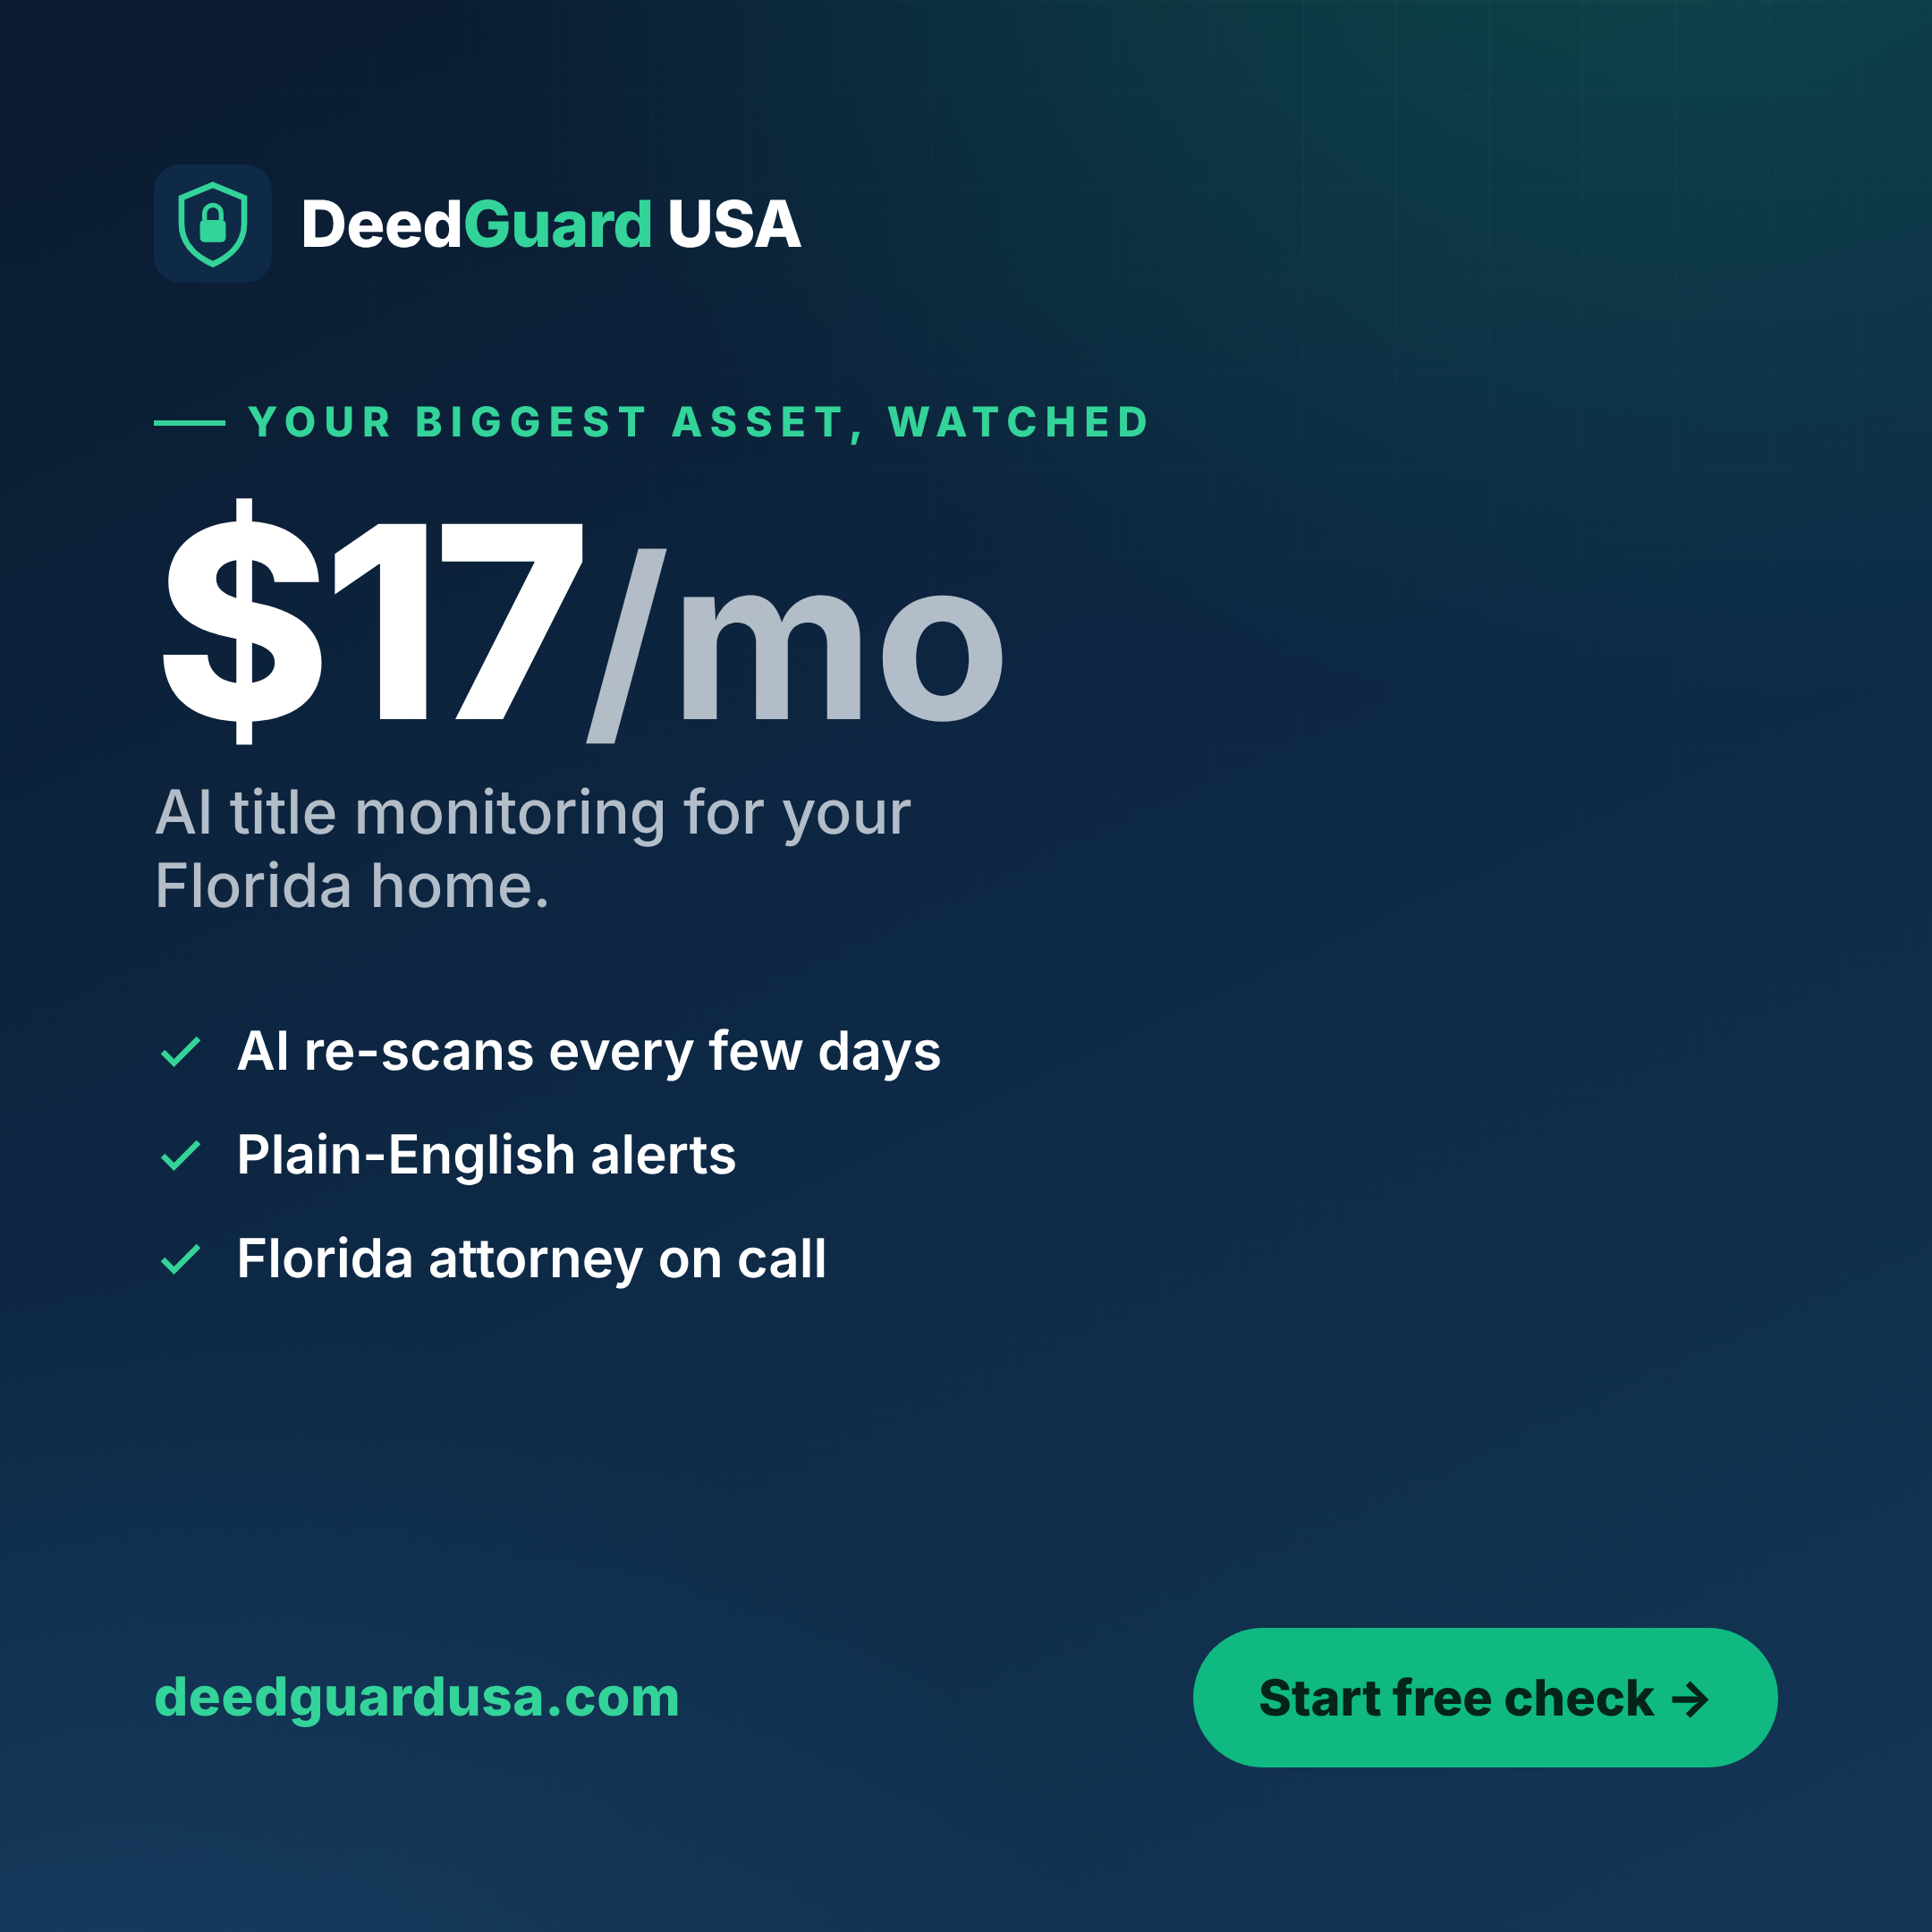 DeedGuard USA
YOUR BIGGEST ASSET, WATCHED
$17/mo
AI title monitoring for your
Florida home.
AI re-scans every few days
Plain-English alerts
Florida attorney on call
deedguardusa.com
Start free check →